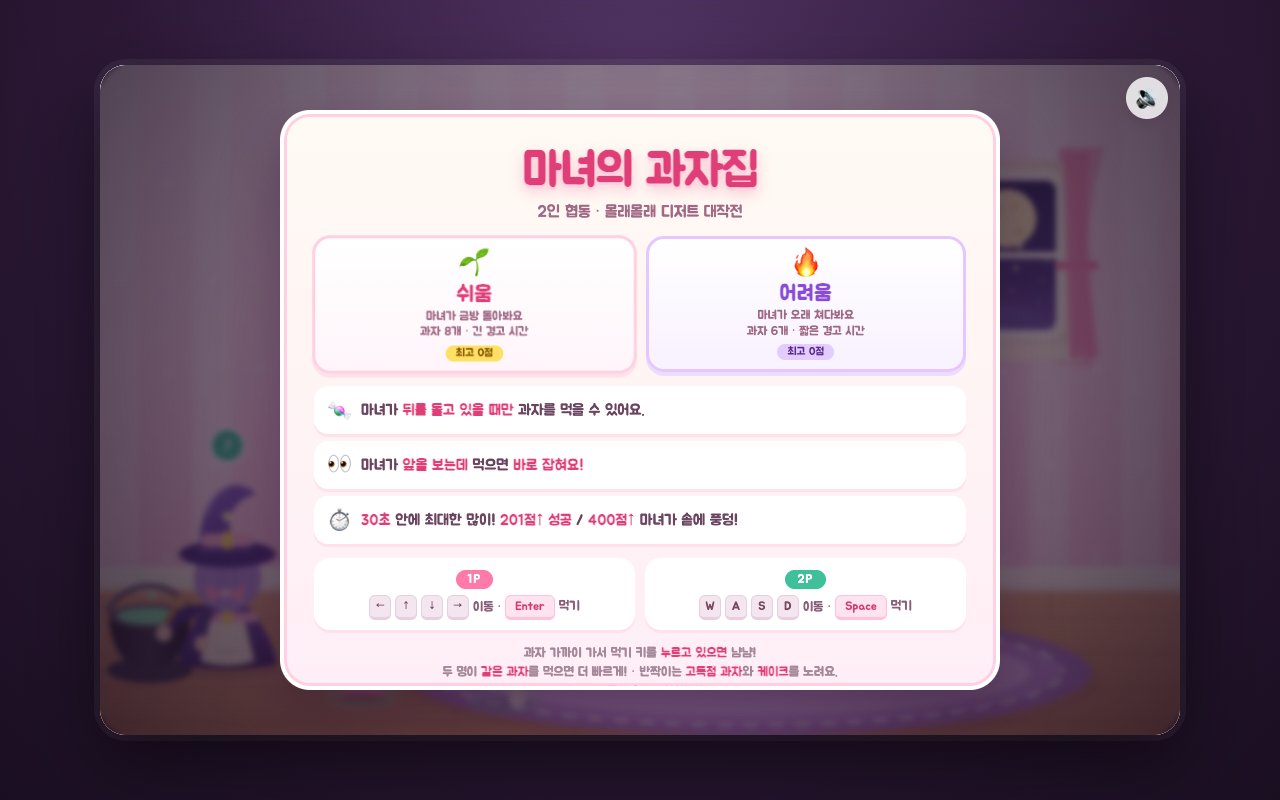 마녀의 과자집
2인 협동 · 몰래몰래 디저트 대작전
쉬움
마녀가 금방 돌아봐요
과자 8개 · 긴 경고 시간
최고 0점
어려움
마녀가 오래 쳐다봐요
과자 6개 · 짧은 경고 시간
최고 0점
마녀가 뒤를 돌고 있을 때만 과자를 먹을 수 있어요.
마녀가 앞을 보는데 먹으면 바로 잡혀요!
30초 안에 최대한 많이! 201점↑ 성공 / 400점↑ 마녀가 솥에 풍덩!
1P
← ↑ ↓ → 이동 · Enter 먹기
2P
W A S D 이동 · Space 먹기
과자 가까이 가서 먹기 키를 누르고 있으면 냠냠!
두 명이 같은 과자를 먹으면 더 빠르게! · 반짝이는 고득점 과자와 케이크를 노려요.